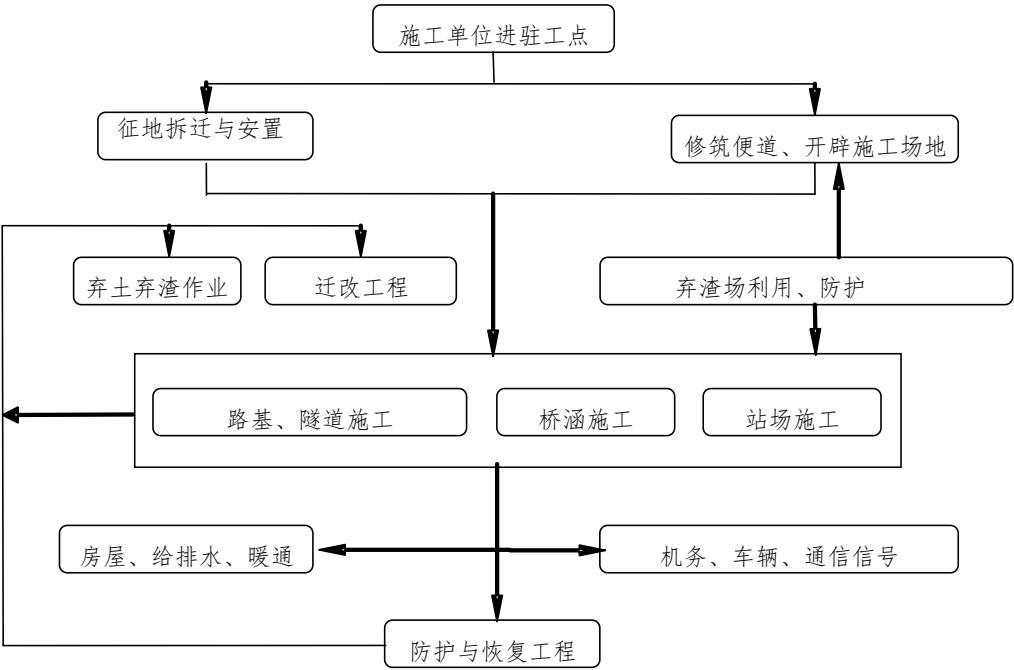 施工单位进驻工点
征地拆迁与安置
修筑便道、开辟施工场地
弃土弃渣作业
迁改工程
弃渣场利用、防护
路基、隧道施工
桥涵施工
站场施工
房屋、给排水、暖通
机务、车辆、通信信号
防护与恢复工程